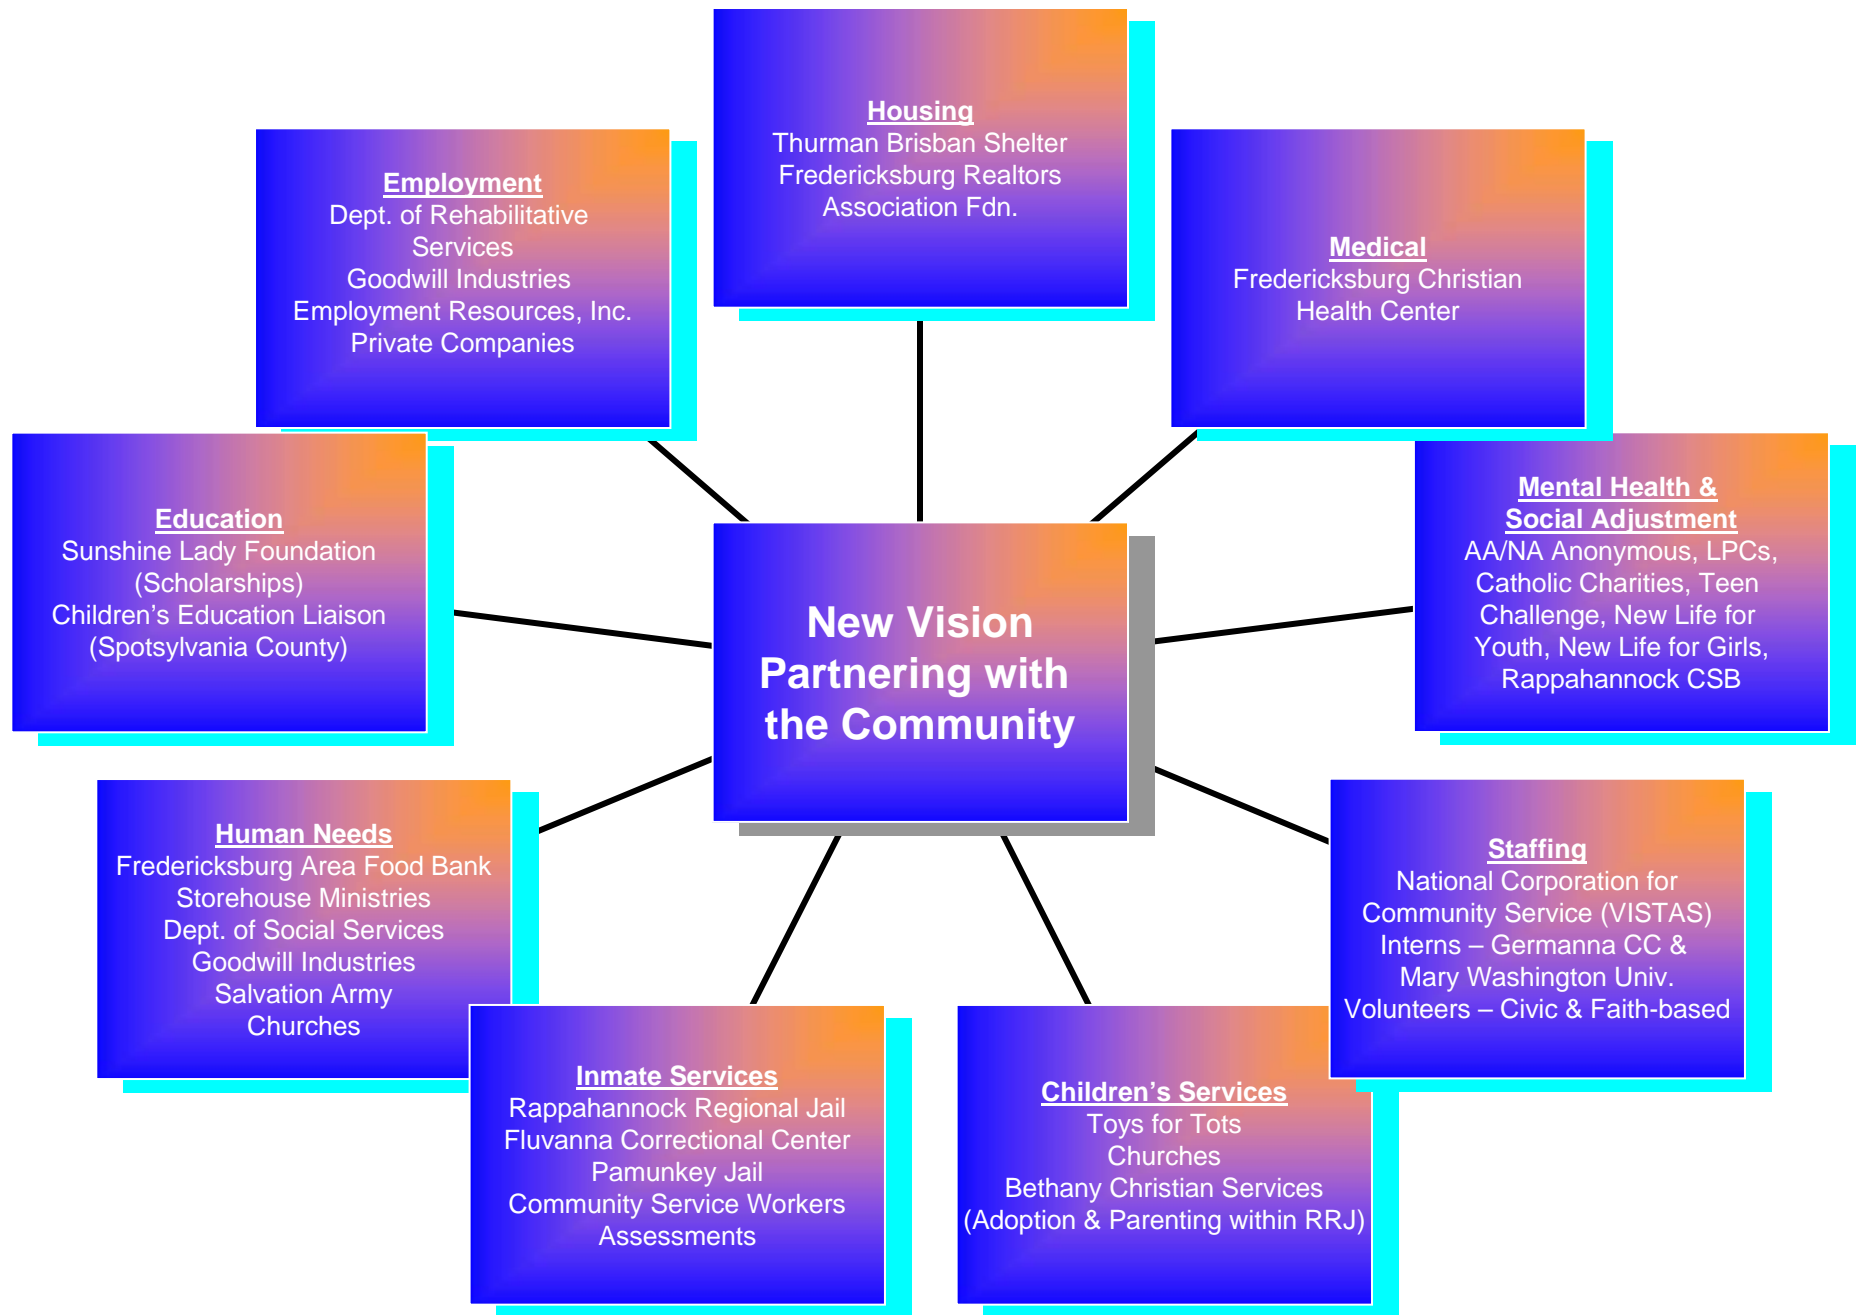 Housing
Thurman Brisban Shelter
Fredericksburg Realtors
Association Fdn.
Employment
Dept. of Rehabilitative
Services
Goodwill Industries
Employment Resources, Inc.
Private Companies
Medical
Fredericksburg Christian
Health Center
Education
Sunshine Lady Foundation
(Scholarships)
Children’s Education Liaison
(Spotsylvania County)
New Vision
Partnering with
the Community
Mental Health &
Social Adjustment
AA/NA Anonymous, LPCs,
Catholic Charities, Teen
Challenge, New Life for
Youth, New Life for Girls,
Rappahannock CSB
Human Needs
Fredericksburg Area Food Bank
Storehouse Ministries
Dept. of Social Services
Goodwill Industries
Salvation Army
Churches
Staffing
National Corporation for
Community Service (VISTAS)
Interns – Germanna CC &
Mary Washington Univ.
Volunteers – Civic & Faith-based
Inmate Services
Rappahannock Regional Jail
Fluvanna Correctional Center
Pamunkey Jail
Community Service Workers
Assessments
Children’s Services
Toys for Tots
Churches
Bethany Christian Services
(Adoption & Parenting within RRJ)